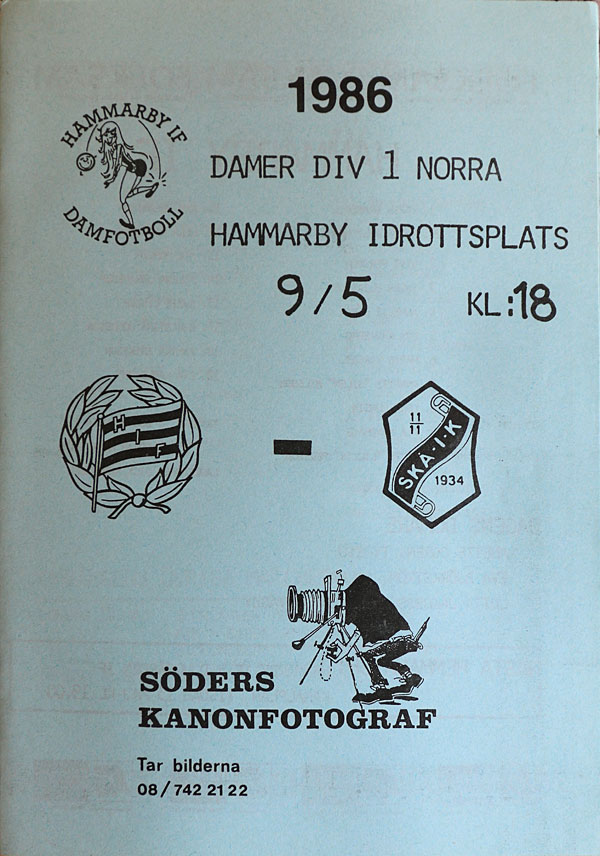 1986
HAMMARBY IF
DAMFOTBOLL
DAMER DIV 1 NORRA
HAMMARBY IDROTTSPLATS
9/5 KL:18
HIF
-
11/11
SKÅ-I-K
1934
SÖDERS
KANONFOTOGRAF
Tar bilderna
08/742 21 22